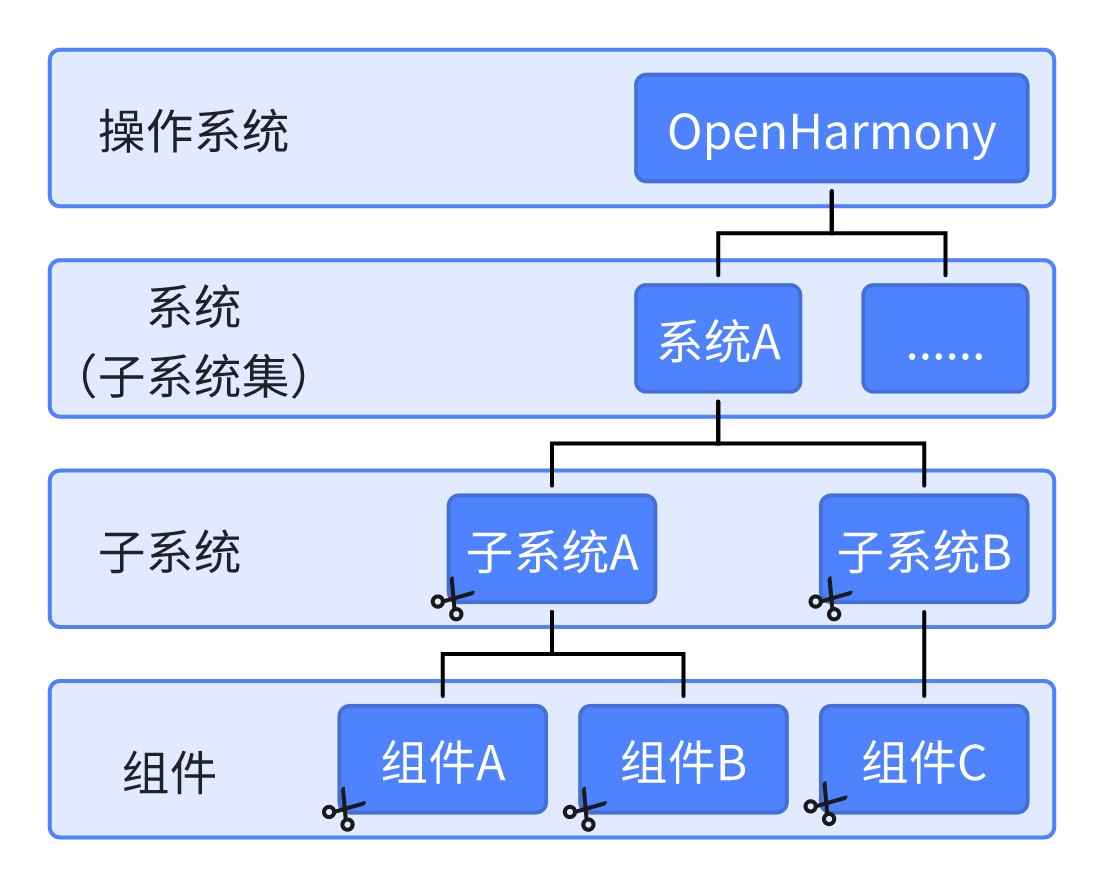 操作系统
OpenHarmony
系统
（子系统集）
系统A
......
子系统
子系统A
子系统B
组件
组件A
组件B
组件C